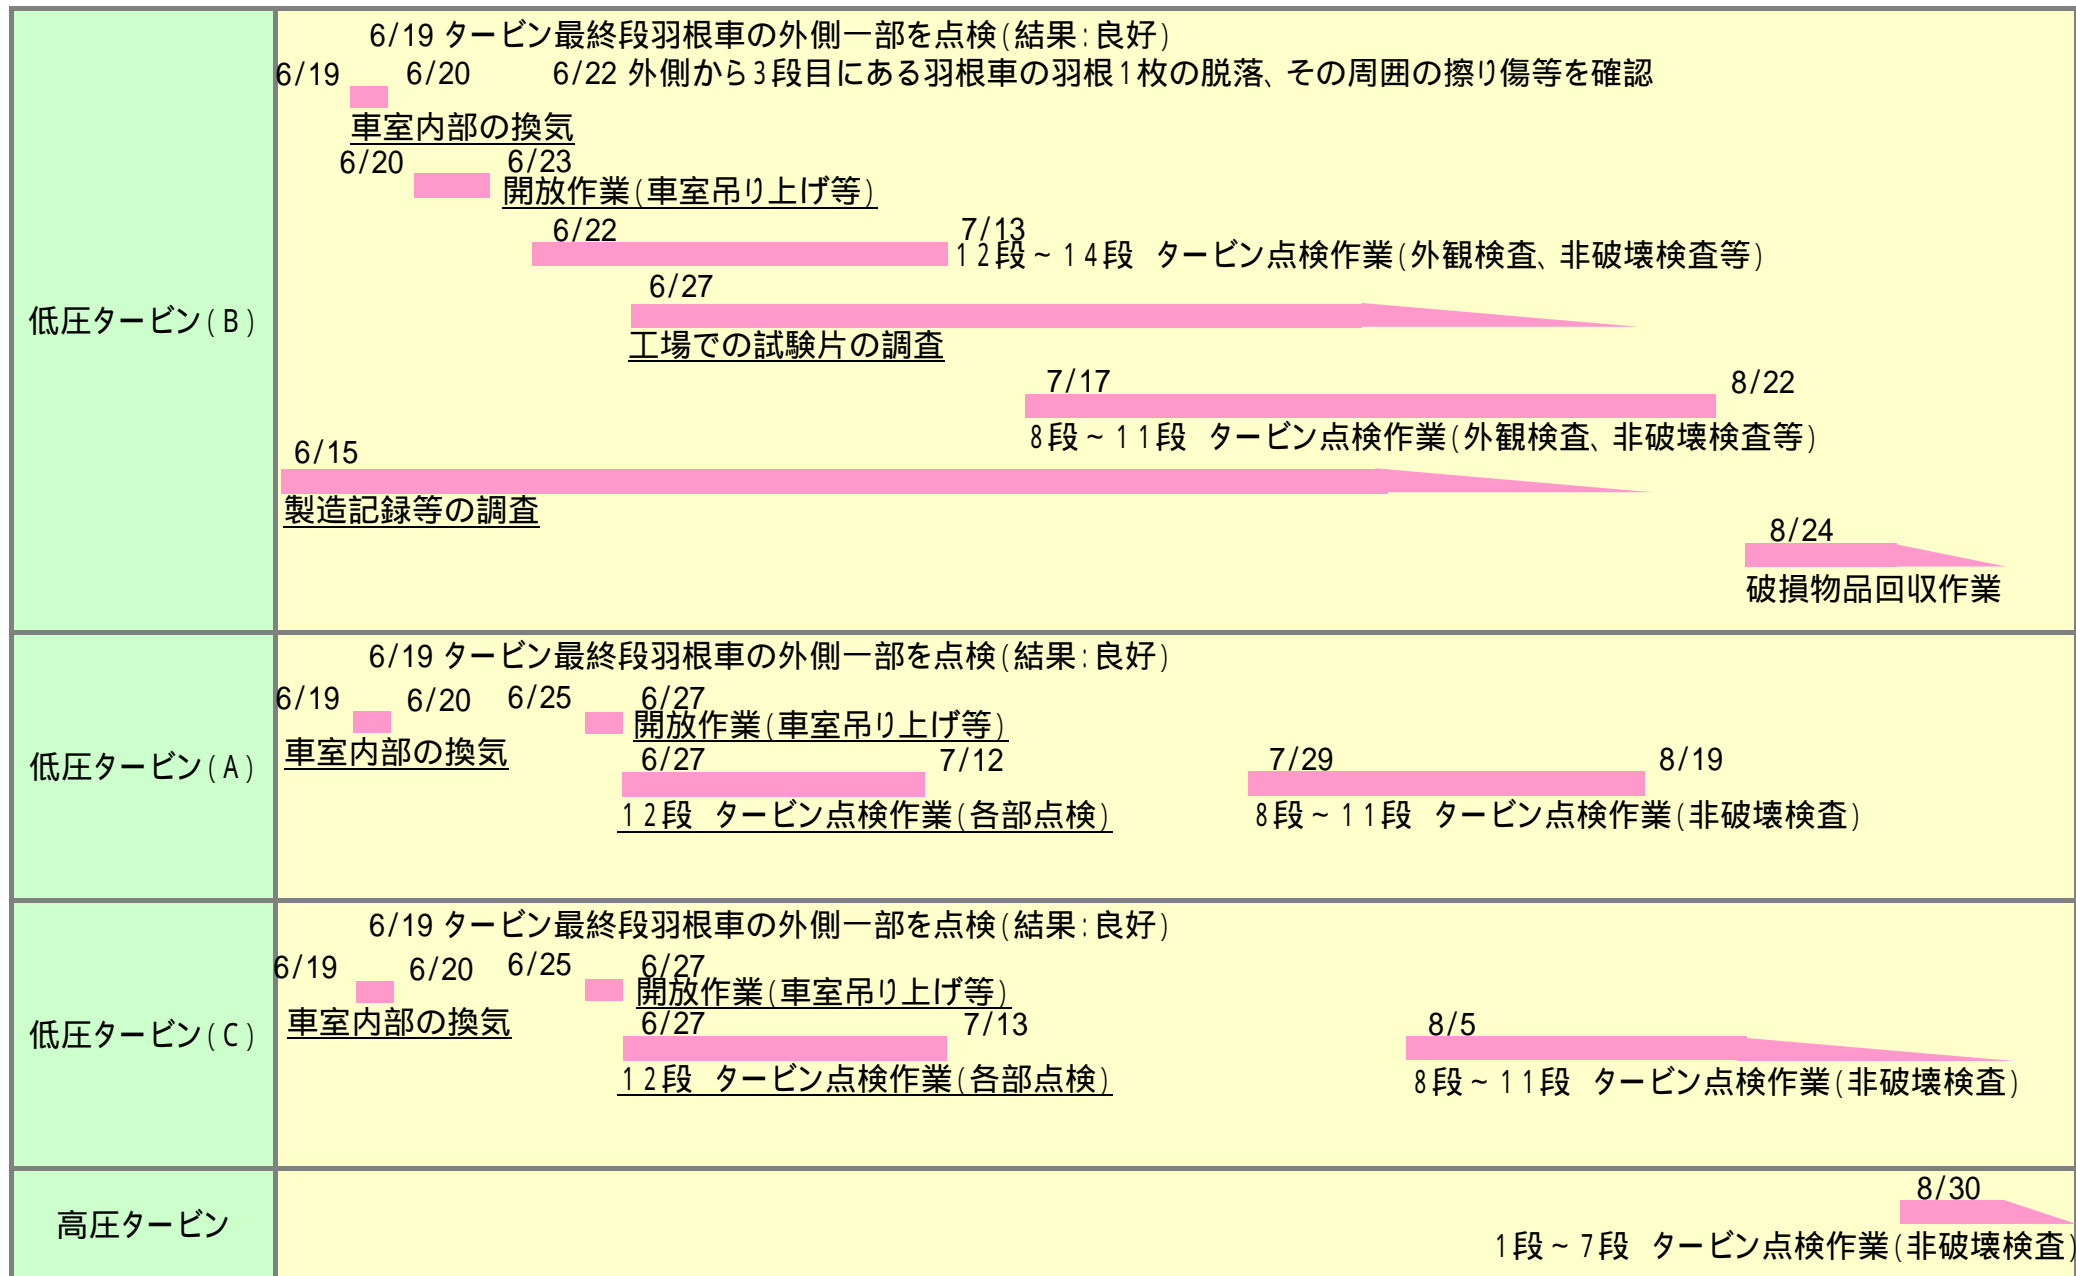 低圧タービン(B)
6/19 タービン最終段羽根車の外側一部を点検(結果:良好)
6/19 6/20 6/22 外側から3段目にある羽根車の羽根1枚の脱落、その周囲の擦り傷等を確認
車室内部の換気
6/20 6/23
開放作業(車室吊り上げ等)
6/22 7/13
12段~14段 タービン点検作業(外観検査、非破壊検査等)
6/27
工場での試験片の調査
7/17 8/22
8段~11段 タービン点検作業(外観検査、非破壊検査等)
6/15
製造記録等の調査
8/24
破損物品回収作業
低圧タービン(A)
6/19 タービン最終段羽根車の外側一部を点検(結果:良好)
6/19 6/20 6/25 6/27
開放作業(車室吊り上げ等)
車室内部の換気
6/27 7/12 7/29 8/19
12段 タービン点検作業(各部点検) 8段~11段 タービン点検作業(非破壊検査)
低圧タービン(C)
6/19 タービン最終段羽根車の外側一部を点検(結果:良好)
6/19 6/20 6/25 6/27
開放作業(車室吊り上げ等)
車室内部の換気
6/27 7/13 8/5
12段 タービン点検作業(各部点検) 8段~11段 タービン点検作業(非破壊検査)
高圧タービン
8/30
1段~7段 タービン点検作業(非破壊検査)